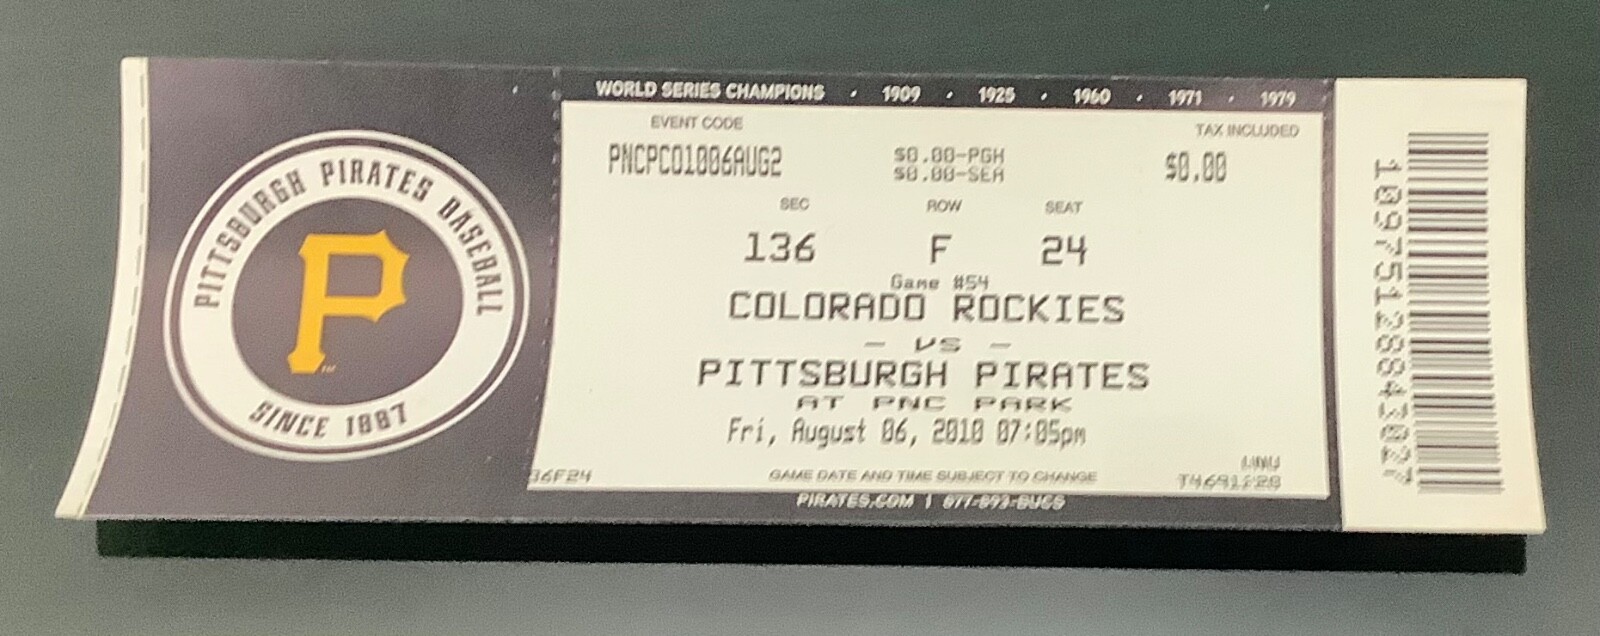 PITTSBURGH PIRATES BASEBALL
P
SINCE 1887
WORLD SERIES CHAMPIONS · 1909 · 1925 · 1960 · 1971 · 1979
EVENT CODE
TAX INCLUDED
PNCPCO1006AUG2
$0.00-PGH
$0.00-SEA
$0.00
SEC ROW SEAT
136 F 24
Game #54
COLORADO ROCKIES
- VS -
PITTSBURGH PIRATES
AT PNC PARK
Fri, August 06, 2010 07:05pm
36F24
GAME DATE AND TIME SUBJECT TO CHANGE
PIRATES.COM | 877-893-BUCS